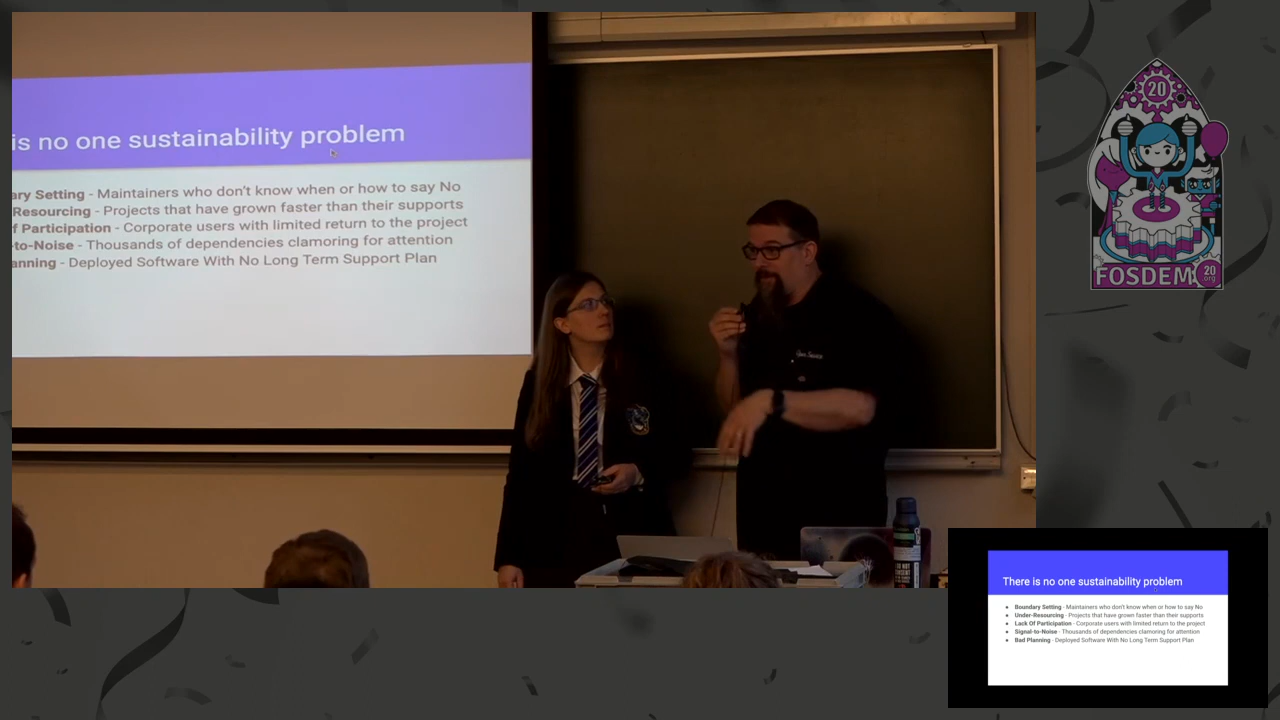 is no one sustainability problem
ary Setting - Maintainers who don't know when or how to say No
Resourcing - Projects that have grown faster than their supports
f Participation - Corporate users with limited return to the project
-to-Noise - Thousands of dependencies clamoring for attention
anning - Deployed Software With No Long Term Support Plan
20
FOSDEM
20
.org
There is no one sustainability problem
● Boundary Setting - Maintainers who don't know when or how to say No
● Under-Resourcing - Projects that have grown faster than their supports
● Lack Of Participation - Corporate users with limited return to the project
● Signal-to-Noise - Thousands of dependencies clamoring for attention
● Bad Planning - Deployed Software With No Long Term Support Plan